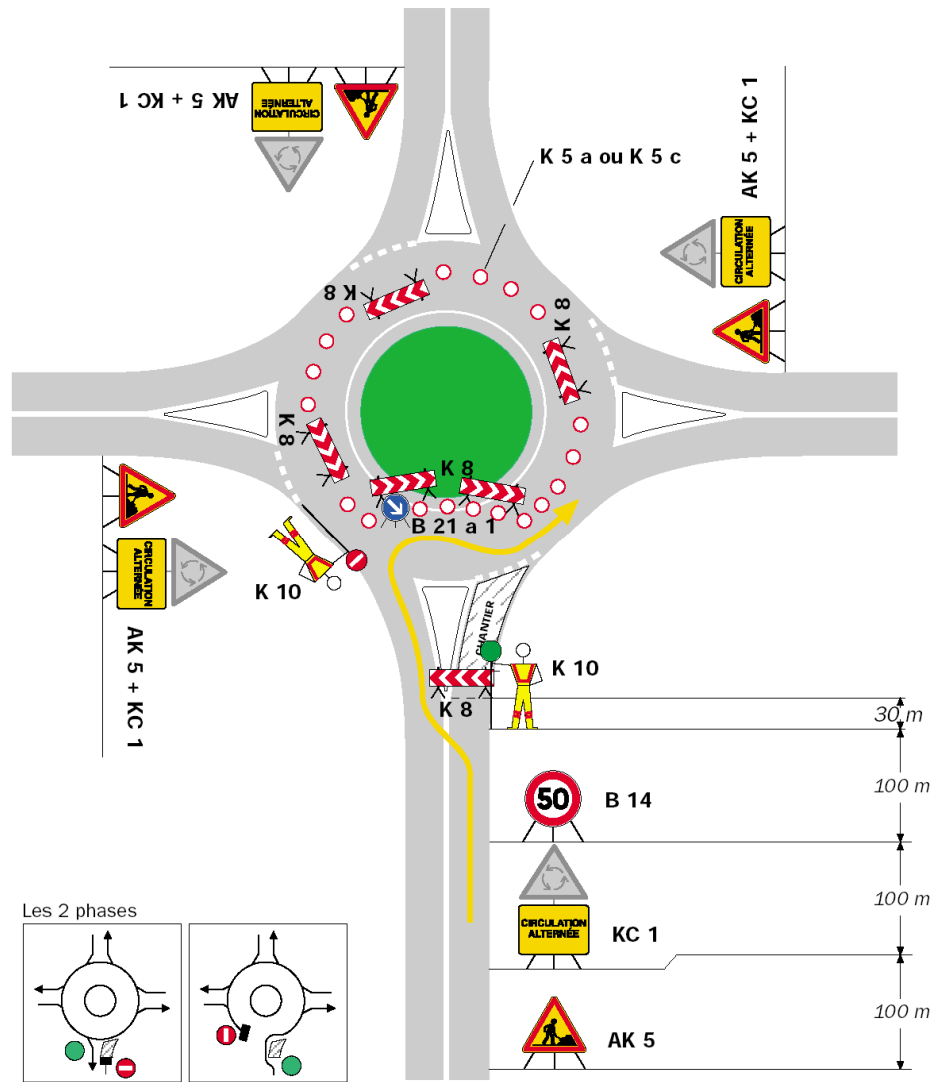 AK 5 + KC 1
CIRCULATION
ALTERNÉE
K 5 a ou K 5 c
AK 5 + KC 1
CIRCULATION
ALTERNÉE
K 8
K 8
K 8
K 8
B 21 a 1
K 10
CIRCULATION
ALTERNÉE
AK 5 + KC 1
CHANTIER
K 10
K 8
30 m
100 m
50
B 14
100 m
CIRCULATION
ALTERNÉE
KC 1
100 m
AK 5
Les 2 phases